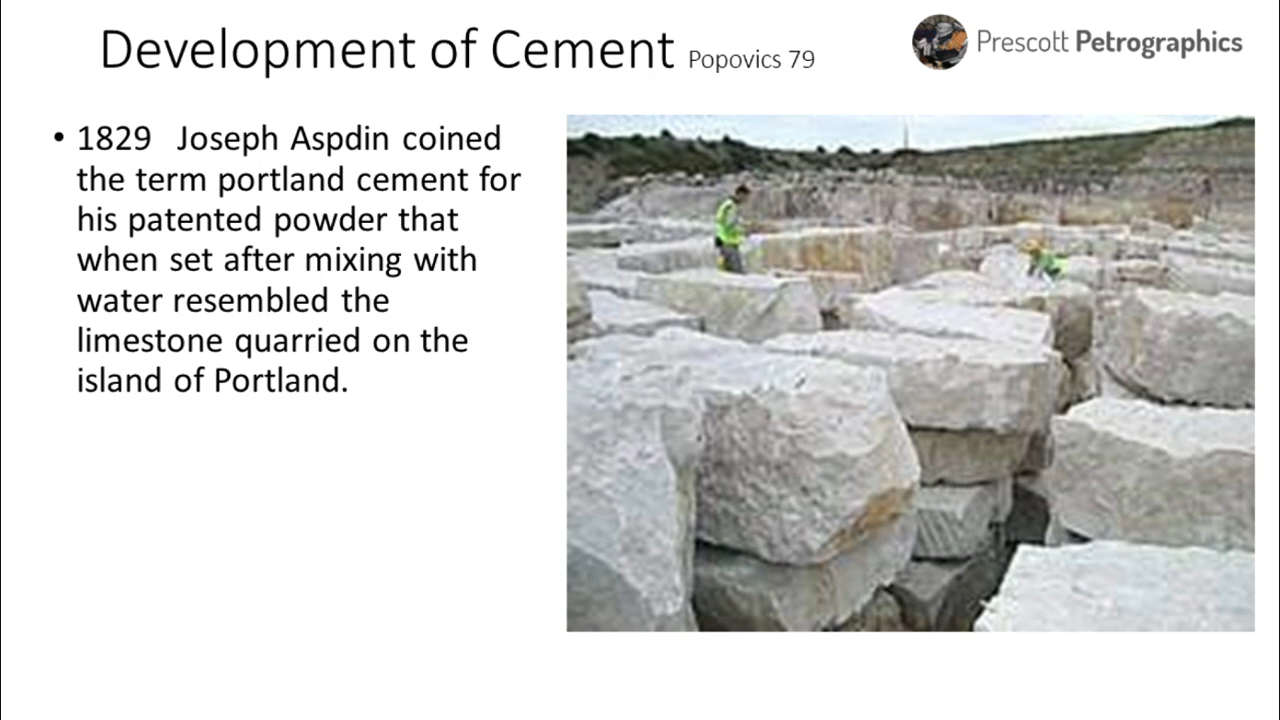 Development of Cement Popovics 79
Prescott Petrographics
• 1829 Joseph Aspdin coined
the term portland cement for
his patented powder that
when set after mixing with
water resembled the
limestone quarried on the
island of Portland.